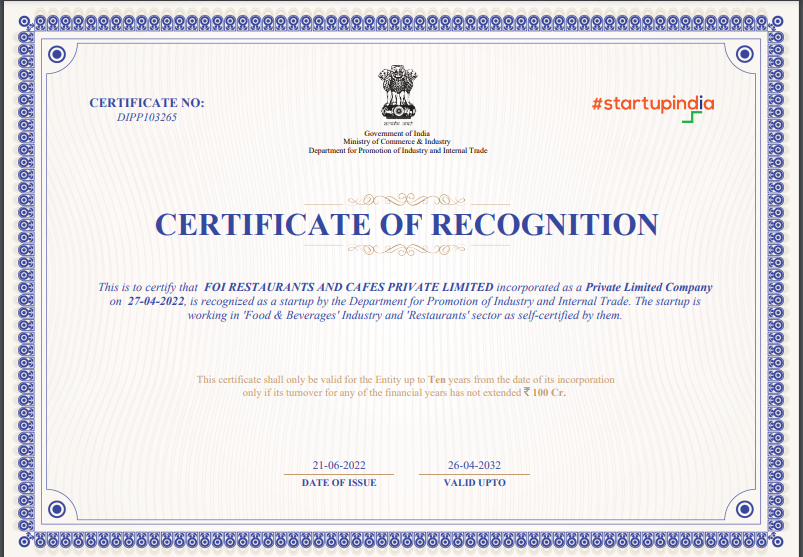 CERTIFICATE NO:
DIPP103265
सत्यमेव जयते
#startupindia
Government of India
Ministry of Commerce & Industry
Department for Promotion of Industry and Internal Trade
CERTIFICATE OF RECOGNITION
This is to certify that FOI RESTAURANTS AND CAFES PRIVATE LIMITED incorporated as a Private Limited Company
on 27-04-2022, is recognized as a startup by the Department for Promotion of Industry and Internal Trade. The startup is
working in 'Food & Beverages' Industry and 'Restaurants' sector as self-certified by them.
This certificate shall only be valid for the Entity up to Ten years from the date of its incorporation
only if its turnover for any of the financial years has not extended ₹ 100 Cr.
21-06-2022 26-04-2032
DATE OF ISSUE VALID UPTO